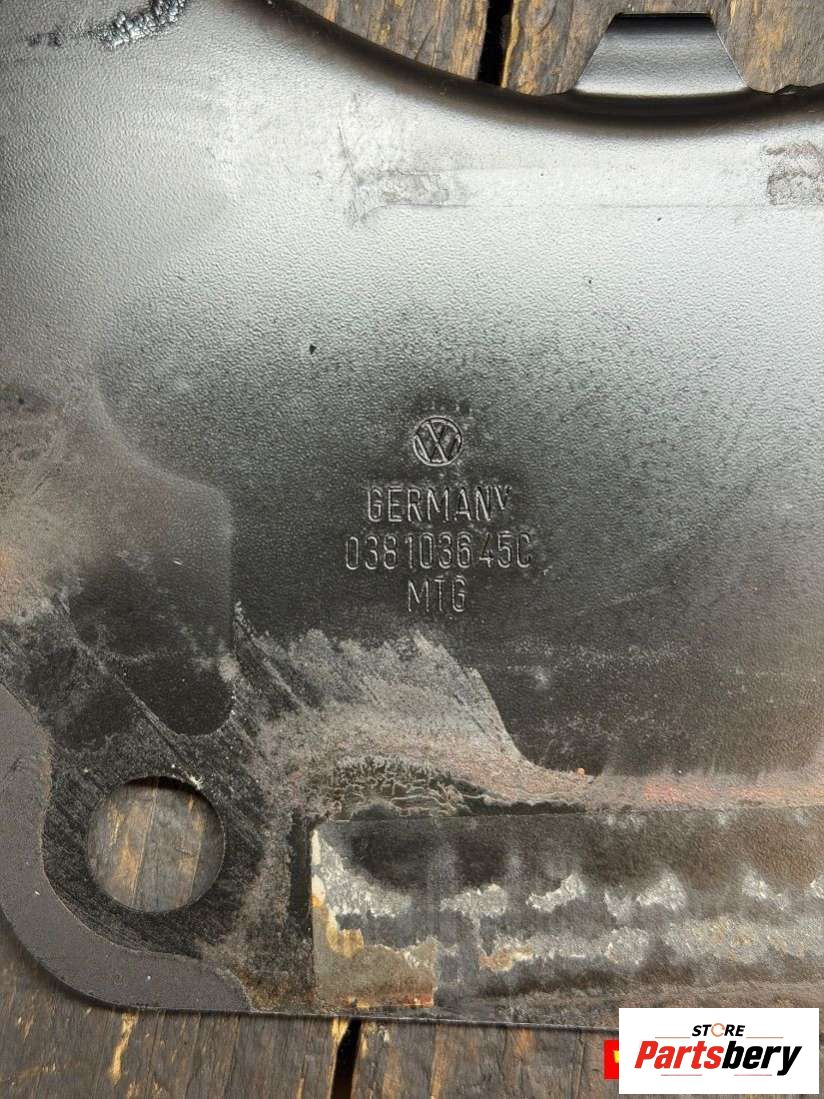 GERMANY
038103645C
MTG
STORE
Partsbery